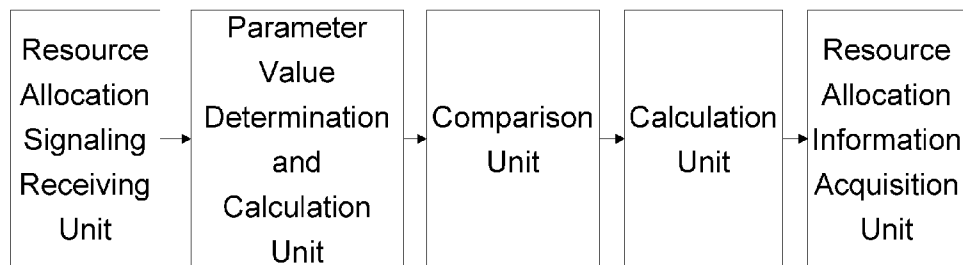 Resource
Allocation
Signaling
Receiving
Unit
Parameter
Value
Determination
and
Calculation
Unit
Comparison
Unit
Calculation
Unit
Resource
Allocation
Information
Acquisition
Unit